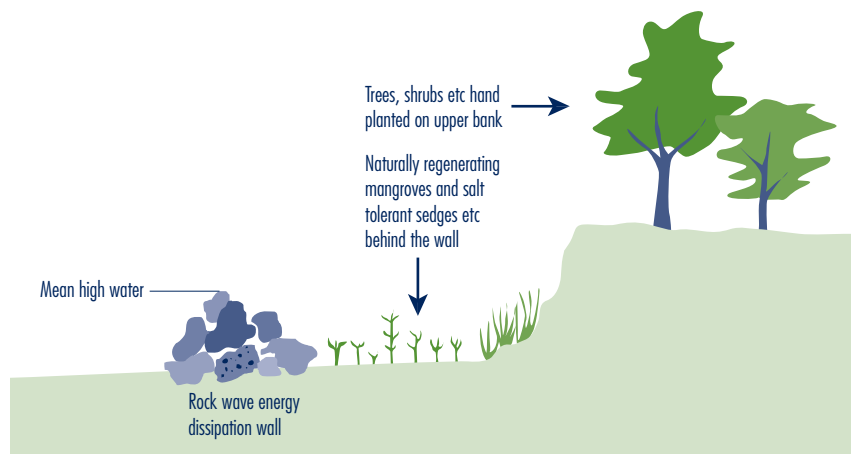 Trees, shrubs etc hand
planted on upper bank
Naturally regenerating
mangroves and salt
tolerant sedges etc
behind the wall
Mean high water
Rock wave energy
dissipation wall